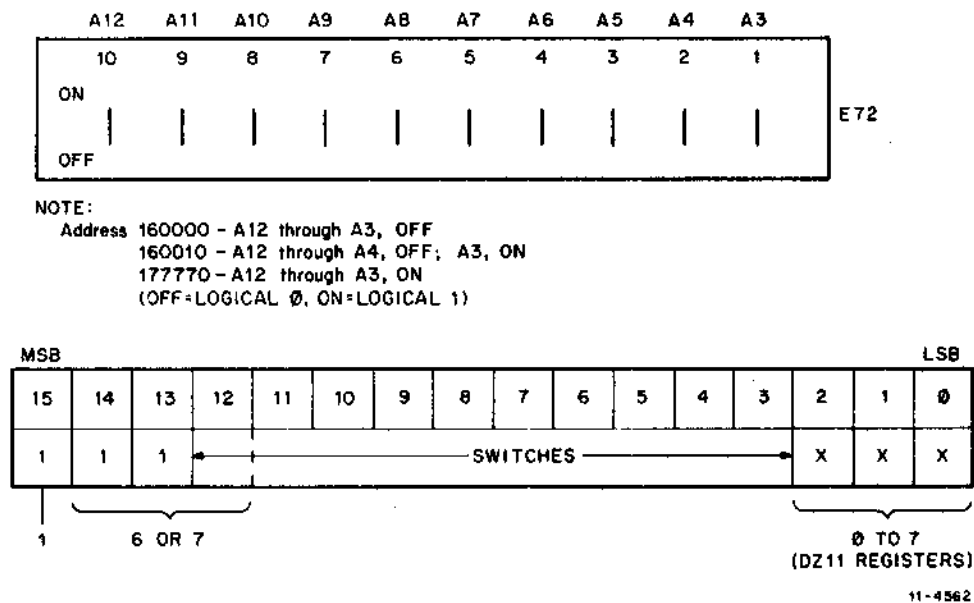 A12 A11 A10 A9 A8 A7 A6 A5 A4 A3
10 9 8 7 6 5 4 3 2 1
ON
E72
OFF
NOTE:
Address 160000 - A12 through A3, OFF
160010 - A12 through A4, OFF; A3, ON
177770 - A12 through A3, ON
(OFF=LOGICAL Ø, ON=LOGICAL 1)
MSB LSB
15 14 13 12 11 10 9 8 7 6 5 4 3 2 1 Ø
1 1 1 SWITCHES X X X
1 6 OR 7 Ø TO 7
(DZ11 REGISTERS)
11-4562